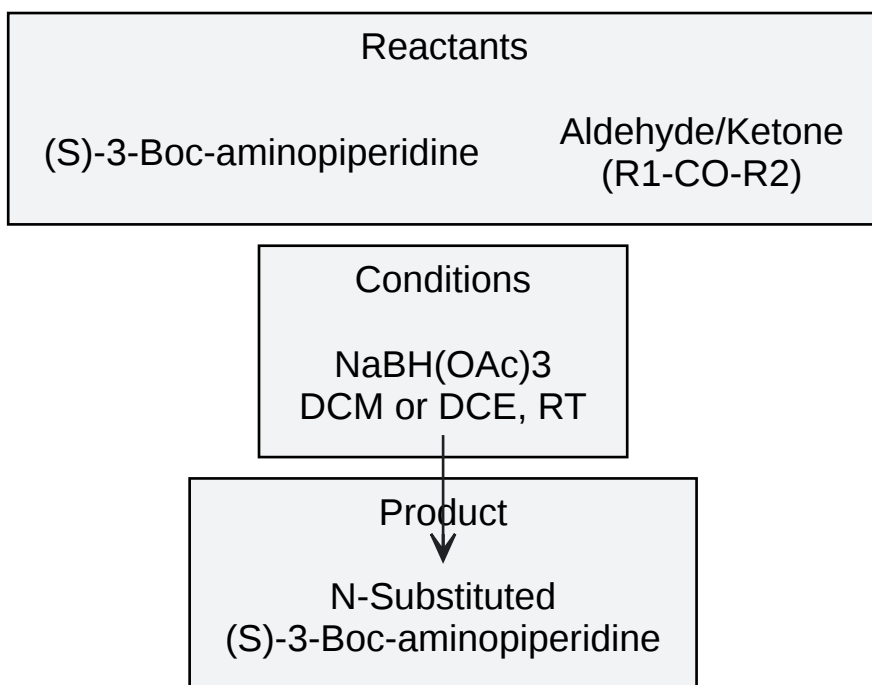 Reactants
(S)-3-Boc-aminopiperidine
Aldehyde/Ketone
(R1-CO-R2)
Conditions
NaBH(OAc)3
DCM or DCE, RT
Product
N-Substituted
(S)-3-Boc-aminopiperidine